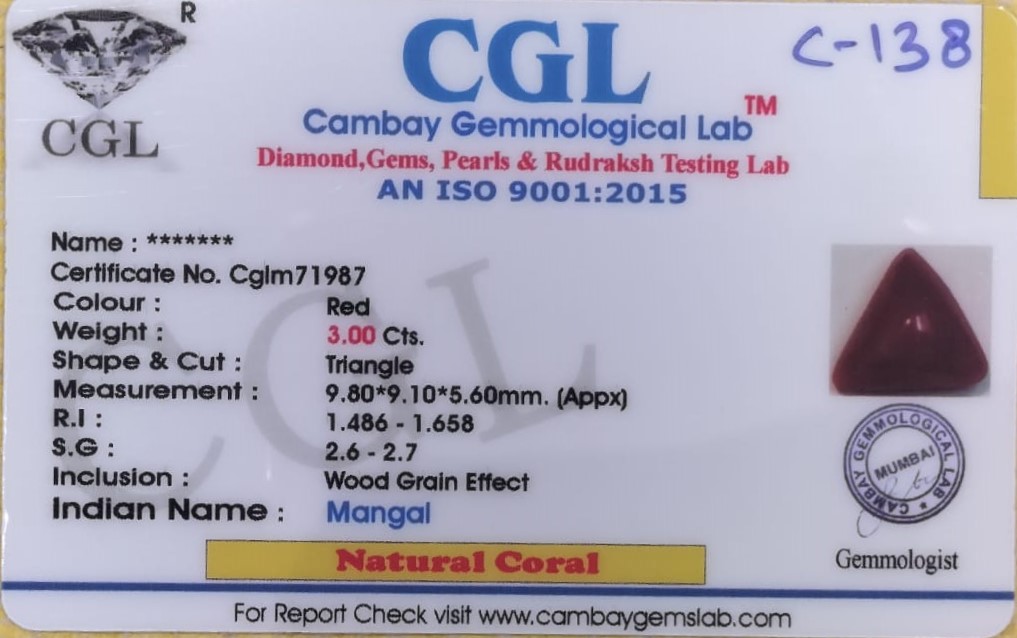 R
CGL
CGL
C-138
TM
Cambay Gemmological Lab
Diamond,Gems, Pearls & Rudraksh Testing Lab
AN ISO 9001:2015
Name : *******
Certificate No. Cglm71987
Colour : Red
Weight : 3.00 Cts.
Shape & Cut : Triangle
Measurement : 9.80*9.10*5.60mm. (Appx)
R.I : 1.486 - 1.658
S.G : 2.6 - 2.7
Inclusion : Wood Grain Effect
Indian Name : Mangal
CGL
CAMBAY GEMMOLOGICAL LAB *
MUMBAI
Gemmologist
Natural Coral
For Report Check visit www.cambaygemslab.com